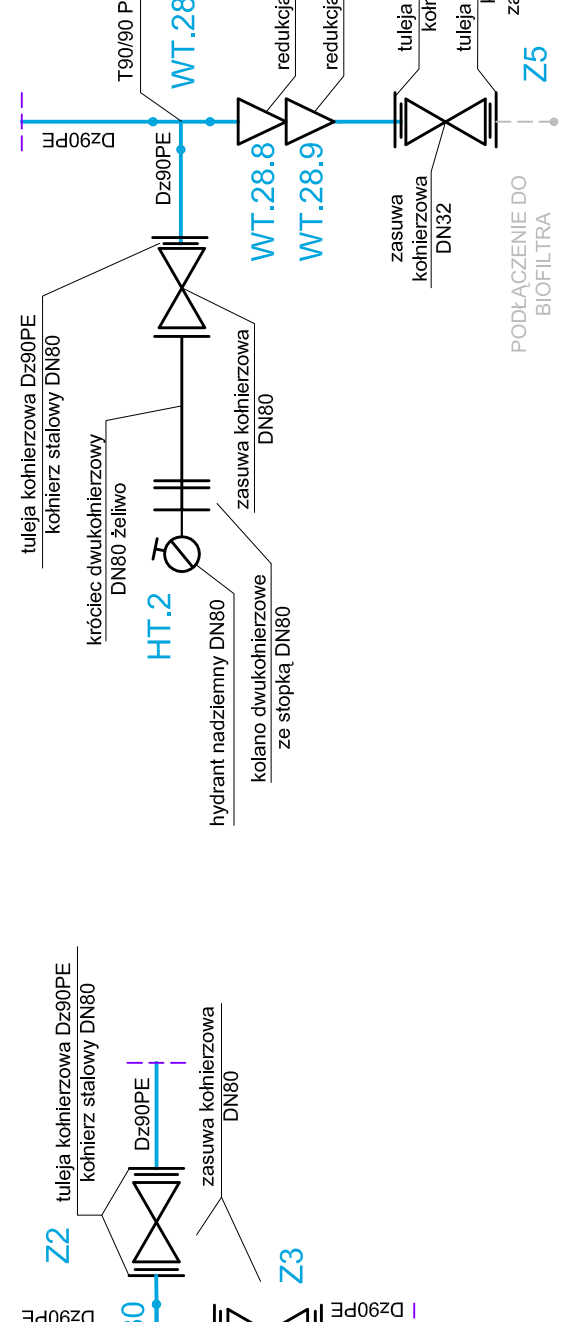 T90/90 P
WT.28
redukcja
redukcja
tuleja
kołn
tuleja
Z5
Dz90PE
Dz90PE
WT.28.8
WT.28.9
zasuwa
kołnierzowa
DN32
PODŁĄCZENIE DO
BIOFILTRA
tuleja kołnierzowa Dz90PE
kołnierz stalowy DN80
króciec dwukołnierzowy
DN80 żeliwo
zasuwa kołnierzowa
DN80
HT.2
hydrant nadziemny DN80
kolano dwukołnierzowe
ze stopką DN80
tuleja kołnierzowa Dz90PE
kołnierz stalowy DN80
Dz90PE
zasuwa kołnierzowa
DN80
Z2
Z3
Dz90PE
Dz90PE